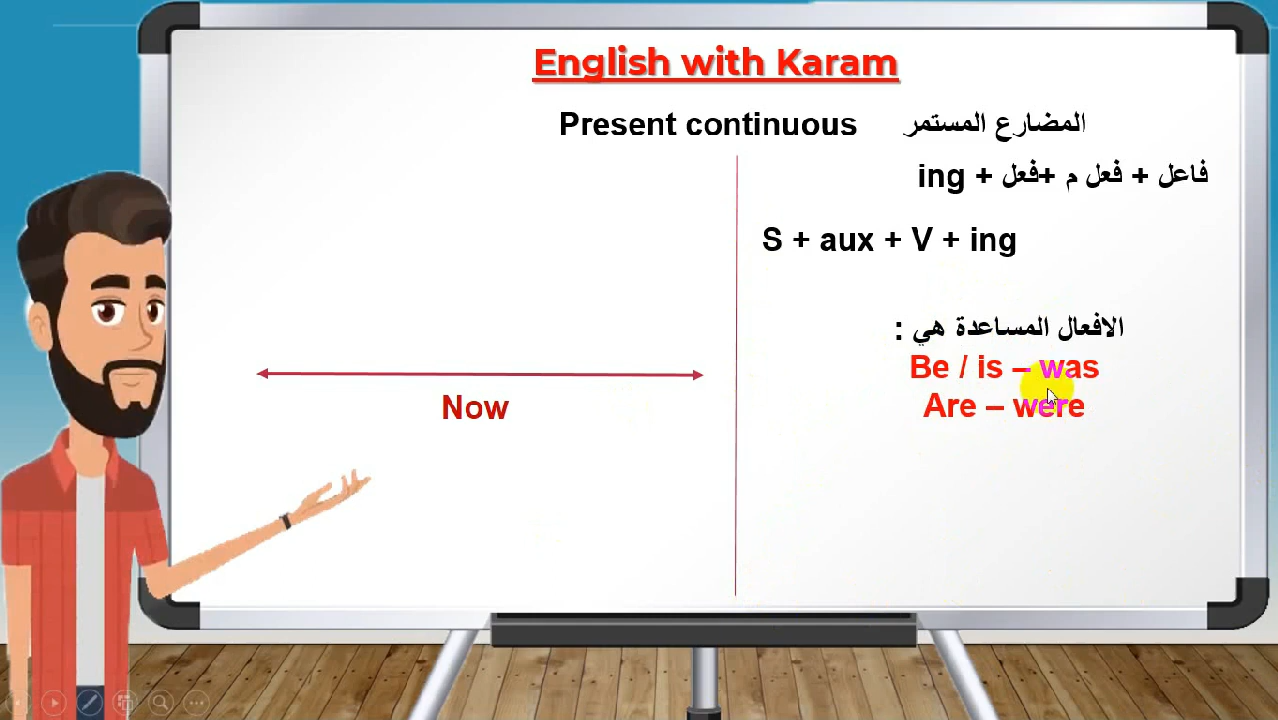 English with Karam
Present continuous المضارع المستمر
فاعل + فعل م +فعل + ing
S + aux + V + ing
الافعال المساعدة هي :
Be / is – was
Are – were
Now